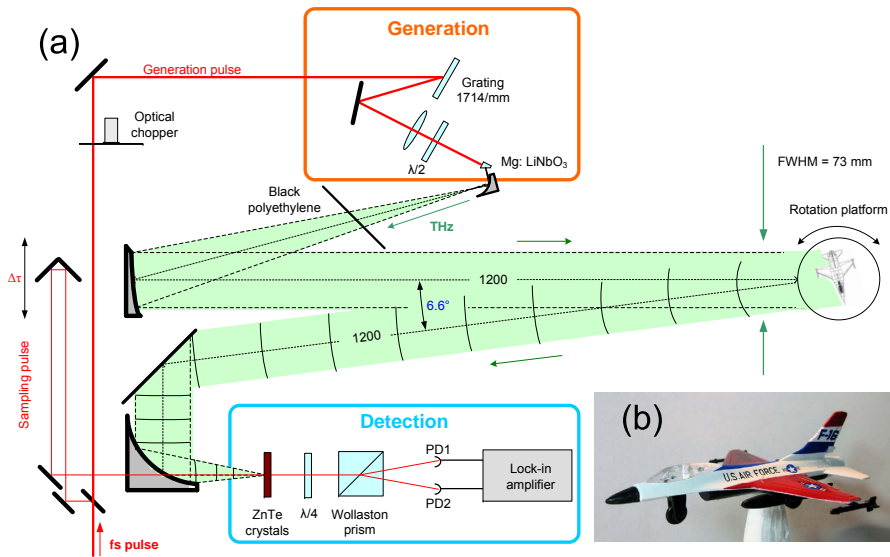 (a)
Generation
Generation pulse
Grating
1714/mm
Optical
chopper
λ/2
Mg: LiNbO₃
FWHM = 73 mm
Black
polyethylene
THz
Rotation platform
Δτ
1200
6.6°
1200
Sampling pulse
(b)
Detection
PD1
PD2
Lock-in
amplifier
ZnTe
crystals
λ/4
Wollaston
prism
fs pulse
F-16
U.S. AIR FORCE